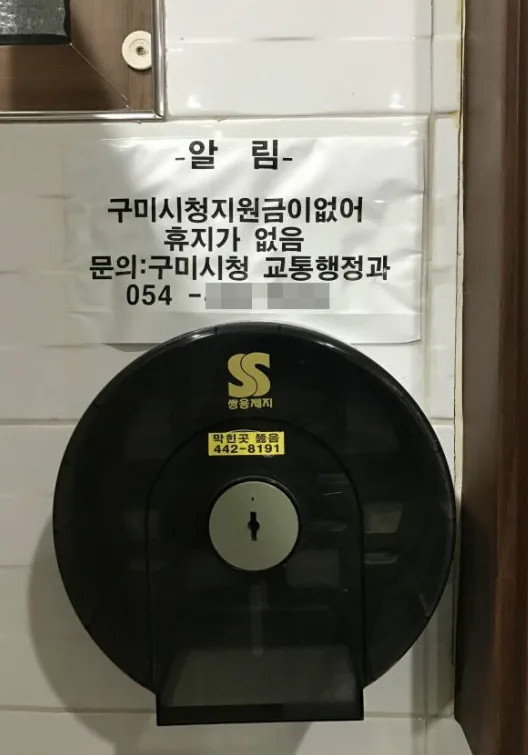 -알 림-
구미시청지원금이없어
휴지가 없음
문의:구미시청 교통행정과
054 -
SS
쌍용제지
막힌곳 뚫음
442-8191